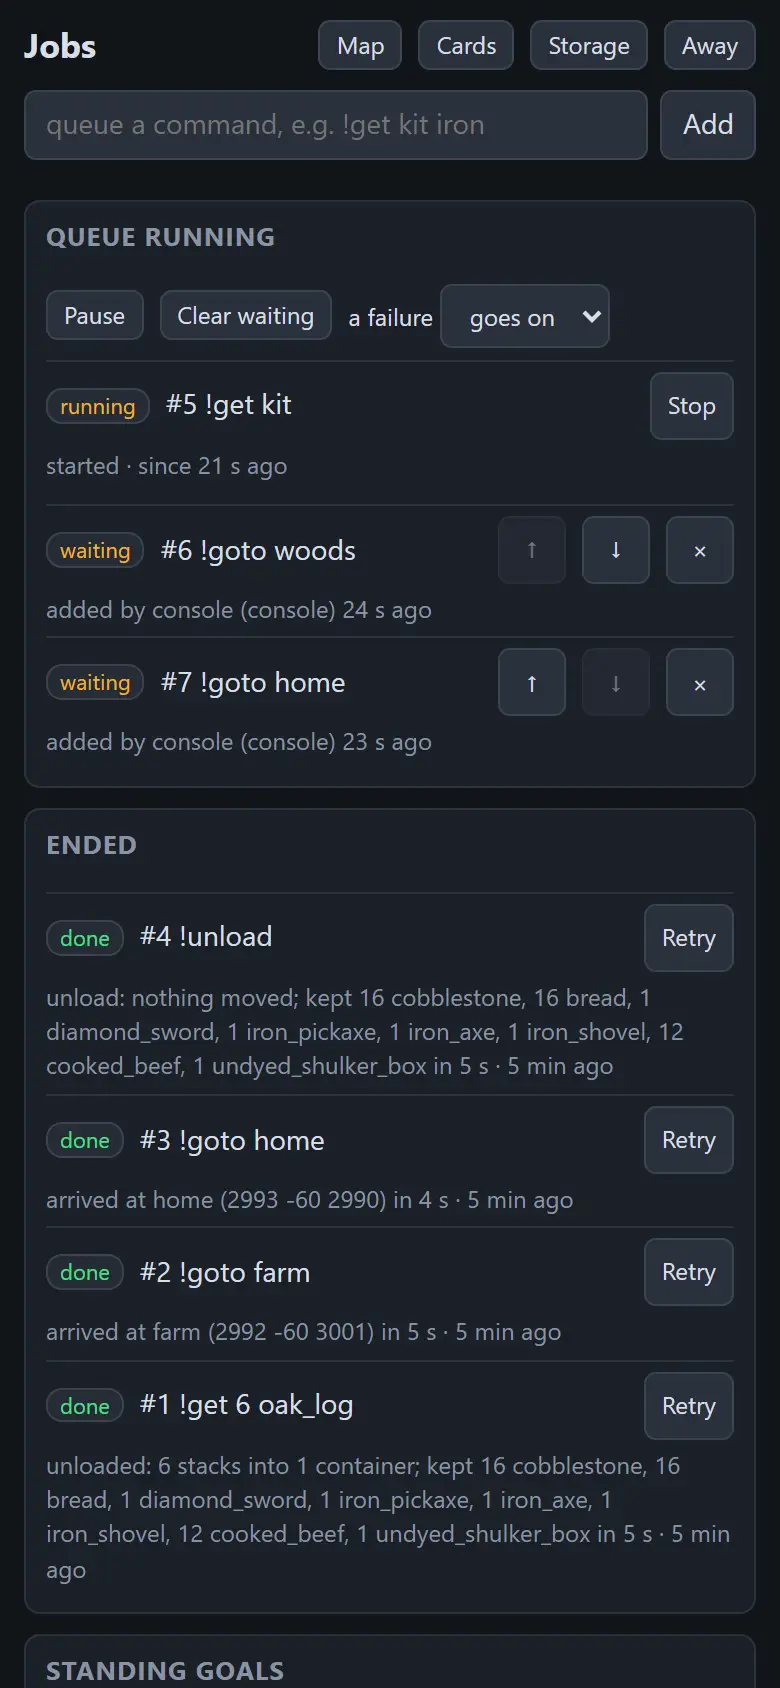 Jobs Map Cards Storage Away
queue a command, e.g. !get kit iron Add
QUEUE RUNNING
Pause Clear waiting a failure goes on
running #5 !get kit Stop
started · since 21 s ago
waiting #6 !goto woods ↑ ↓ ×
added by console (console) 24 s ago
waiting #7 !goto home ↑ ↓ ×
added by console (console) 23 s ago
ENDED
done #4 !unload Retry
unload: nothing moved; kept 16 cobblestone, 16 bread, 1
diamond_sword, 1 iron_pickaxe, 1 iron_axe, 1 iron_shovel, 12
cooked_beef, 1 undyed_shulker_box in 5 s · 5 min ago
done #3 !goto home Retry
arrived at home (2993 -60 2990) in 4 s · 5 min ago
done #2 !goto farm Retry
arrived at farm (2992 -60 3001) in 5 s · 5 min ago
done #1 !get 6 oak_log Retry
unloaded: 6 stacks into 1 container; kept 16 cobblestone, 16
bread, 1 diamond_sword, 1 iron_pickaxe, 1 iron_axe, 1
iron_shovel, 12 cooked_beef, 1 undyed_shulker_box in 5 s · 5 min
ago
STANDING GOALS